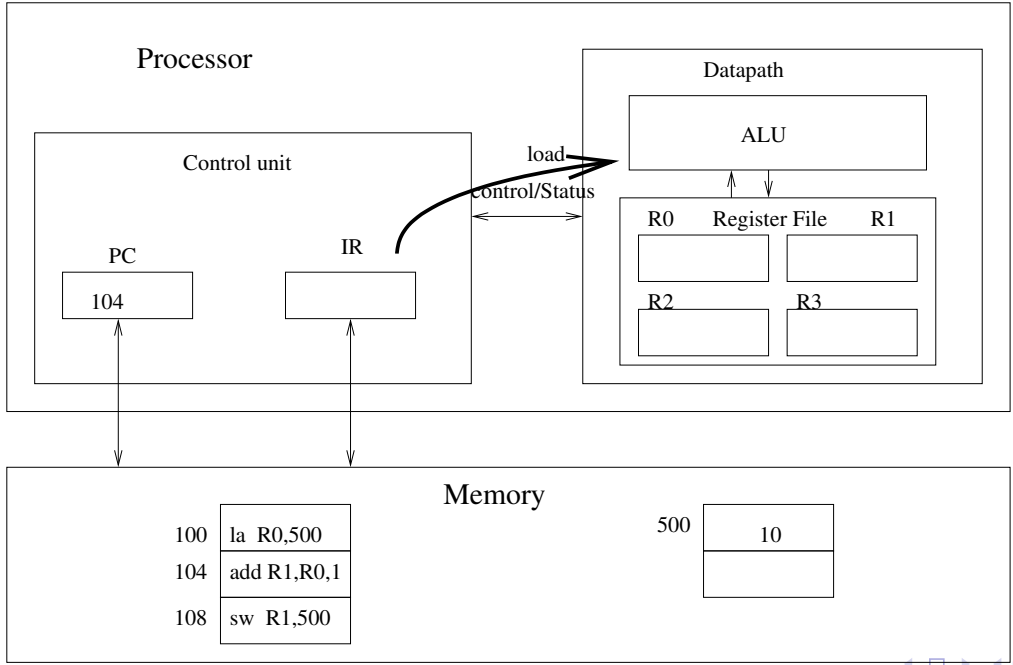 Processor
Datapath
ALU
Control unit
load
control/Status
R0 Register File R1
PC
IR
104
R2
R3
Memory
100 la R0,500
104 add R1,R0,1
108 sw R1,500
500 10